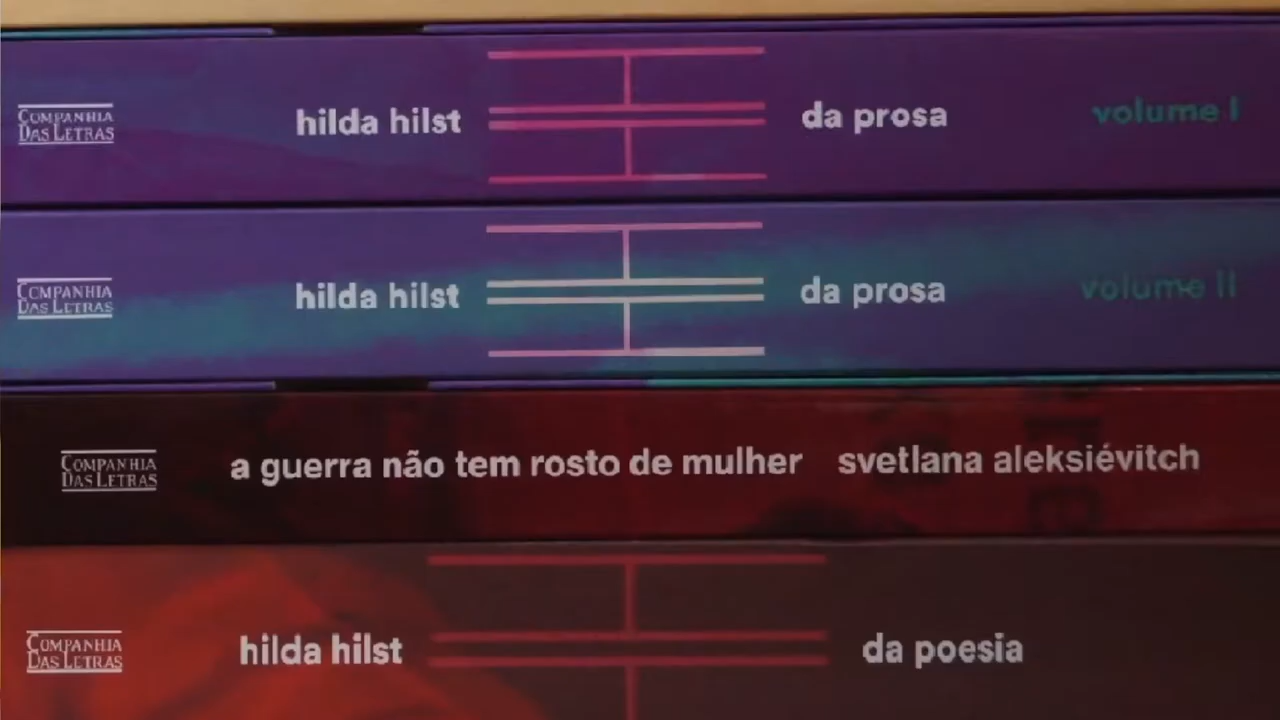 COMPANHIA
DAS LETRAS
hilda hilst da prosa volume I
COMPANHIA
DAS LETRAS
hilda hilst da prosa volume II
COMPANHIA
DAS LETRAS
a guerra não tem rosto de mulher svetlana aleksiévitch
COMPANHIA
DAS LETRAS
hilda hilst da poesia